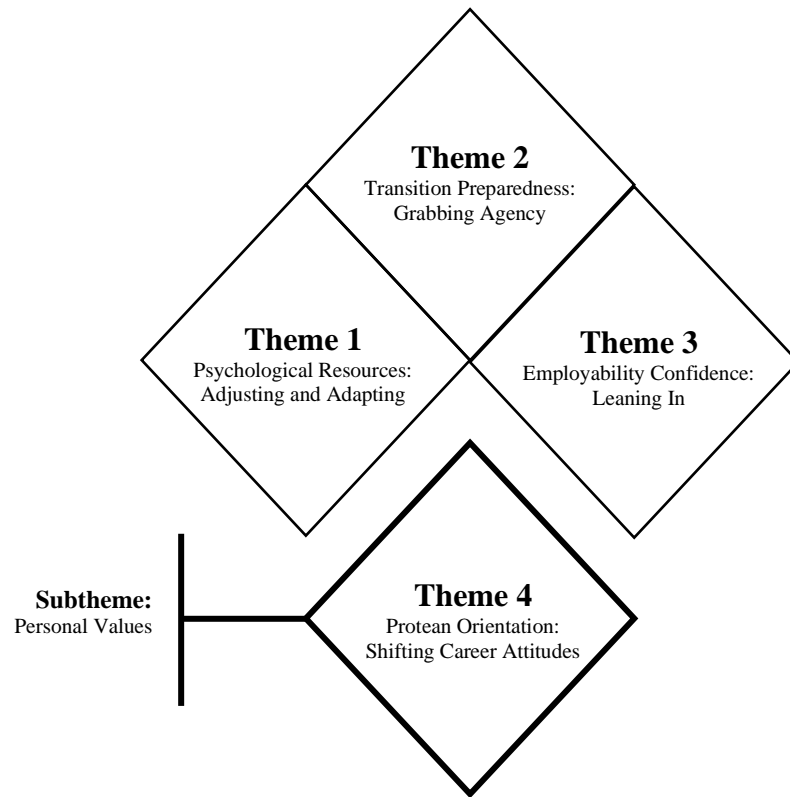 Theme 2
Transition Preparedness:
Grabbing Agency
Theme 1
Psychological Resources:
Adjusting and Adapting
Theme 3
Employability Confidence:
Leaning In
Theme 4
Protean Orientation:
Shifting Career Attitudes
Subtheme:
Personal Values